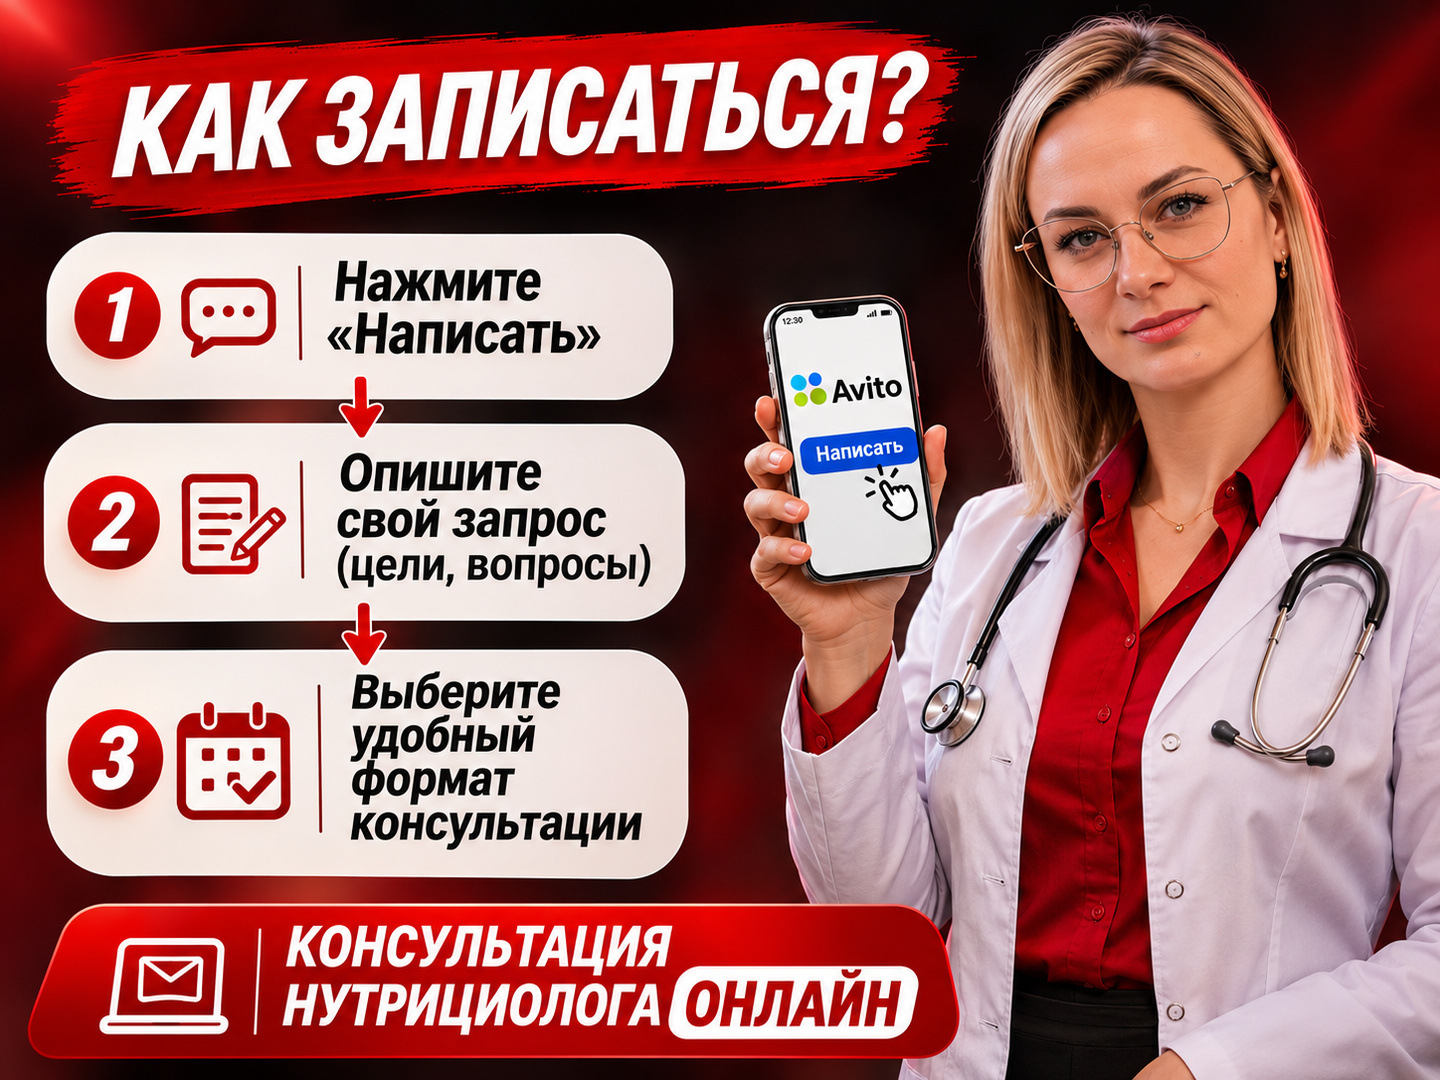 КАК ЗАПИСАТЬСЯ?
1
Нажмите
«Написать»
2
Опишите
свой запрос
(цели, вопросы)
3
Выберите
удобный
формат
консультации
12:30
Avito
Написать
КОНСУЛЬТАЦИЯ
НУТРИЦИОЛОГА ОНЛАЙН